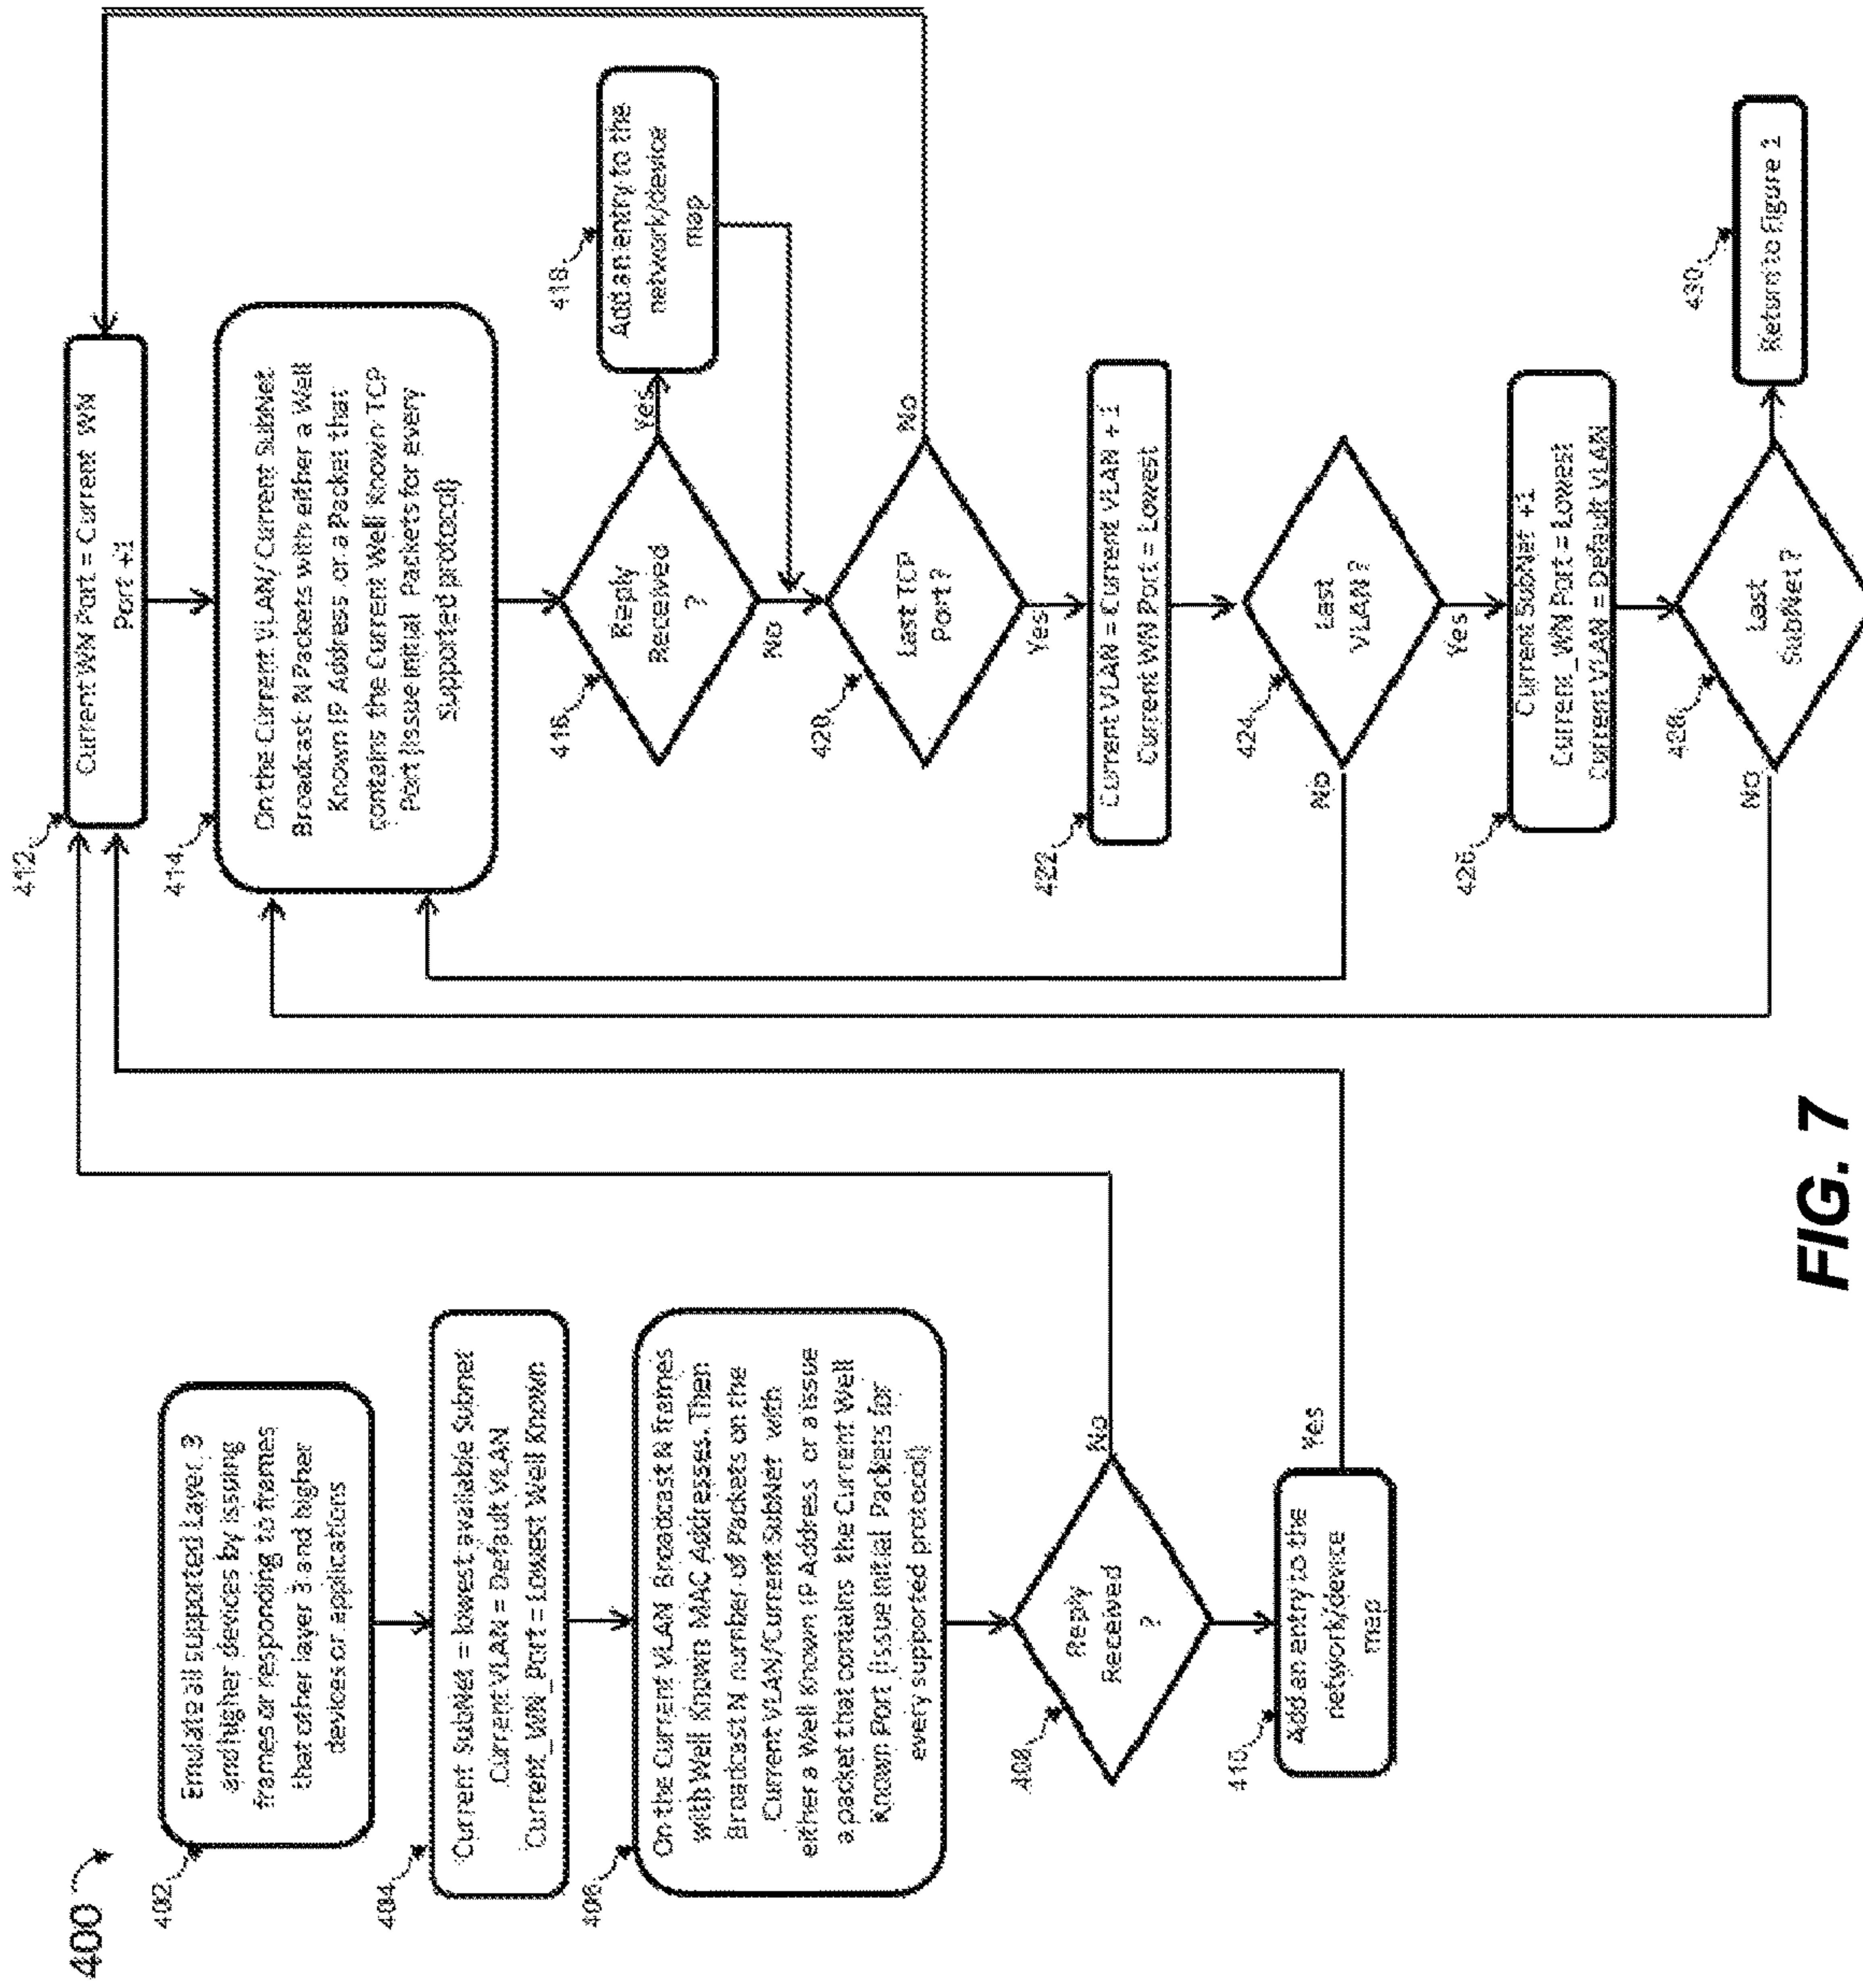 400
402
Emulate all supported Layer 3
and higher devices by issuing
frames or responding to frames
that other layer 3 and higher
devices or applications
404
Current SubNet = lowest available Subnet
Current VLAN = Default VLAN
Current_WN_Port = Lowest Well Known
406
On the Current VLAN Broadcast N frames
with Well Known MAC Addresses. Then
Broadcast N number of Packets on the
Current VLAN/Current SubNet with
either a Well Known IP Address or a issue
a packet that contains the Current Well
Known Port (Issue Initial Packets for
every supported protocol)
408
Reply
Received
?
No
Yes
410
Add an entry to the
network/device
map
412
Current WN Port = Current WN
Port +1
414
On the Current VLAN/Current SubNet
Broadcast N Packets with either a Well
Known IP Address or a Packet that
contains the Current Well Known TCP
Port (Issue initial Packets for every
supported protocol)
416
Reply
Received
?
Yes
No
418
Add an entry to the
network/device
map
420
Last TCP
Port ?
No
Yes
422
Current VLAN = Current VLAN + 1
Current WN Port = Lowest
424
Last
VLAN ?
No
Yes
426
Current SubNet +1
Current_WN Port = Lowest
Current VLAN = Default VLAN
428
Last
SubNet ?
No
430
Return to Figure 1
FIG. 7